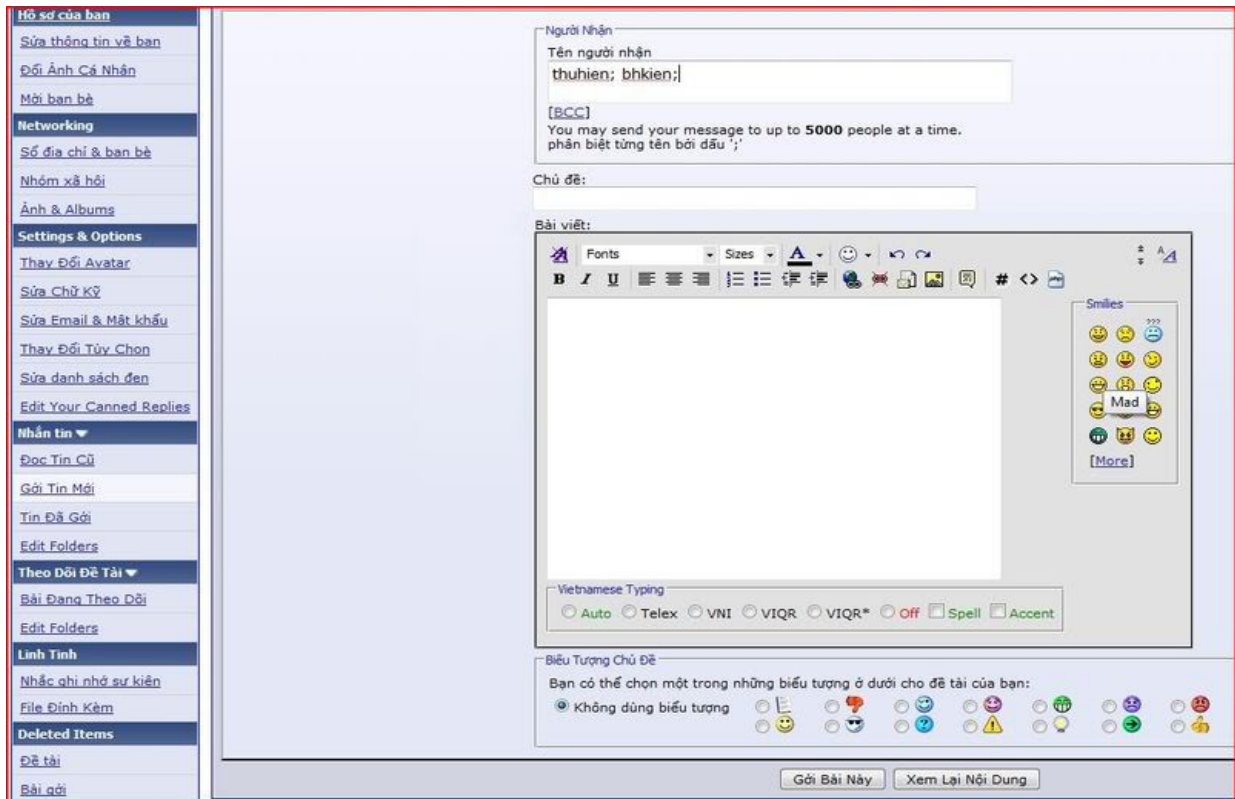 Hồ sơ của bạn
Sửa thông tin về bạn
Đổi Ảnh Cá Nhân
Mời bạn bè
Networking
Sổ địa chỉ & bạn bè
Nhóm xã hội
Ảnh & Albums
Settings & Options
Thay Đổi Avatar
Sửa Chữ Ký
Sửa Email & Mật khẩu
Thay Đổi Tùy Chọn
Sửa danh sách đen
Edit Your Canned Replies
Nhắn tin
Đọc Tin Cũ
Gởi Tin Mới
Tin Đã Gởi
Edit Folders
Theo Dõi Đề Tài
Bài Đang Theo Dõi
Edit Folders
Linh Tinh
Nhắc ghi nhớ sự kiện
File Đính Kèm
Deleted Items
Đề tài
Bài gởi
Người Nhận
Tên người nhận
thuhien; bhkien;
[BCC]
You may send your message to up to 5000 people at a time.
phân biệt từng tên bởi dấu ';'
Chủ đề:
Bài viết:
Fonts Sizes A
B I U # <>
Smilies
???
Mad
[More]
Vietnamese Typing
Auto Telex VNI VIQR VIQR* Off Spell Accent
Biểu Tượng Chủ Đề
Bạn có thể chọn một trong những biểu tượng ở dưới cho đề tài của bạn:
Không dùng biểu tượng
Gởi Bài Này Xem Lại Nội Dung